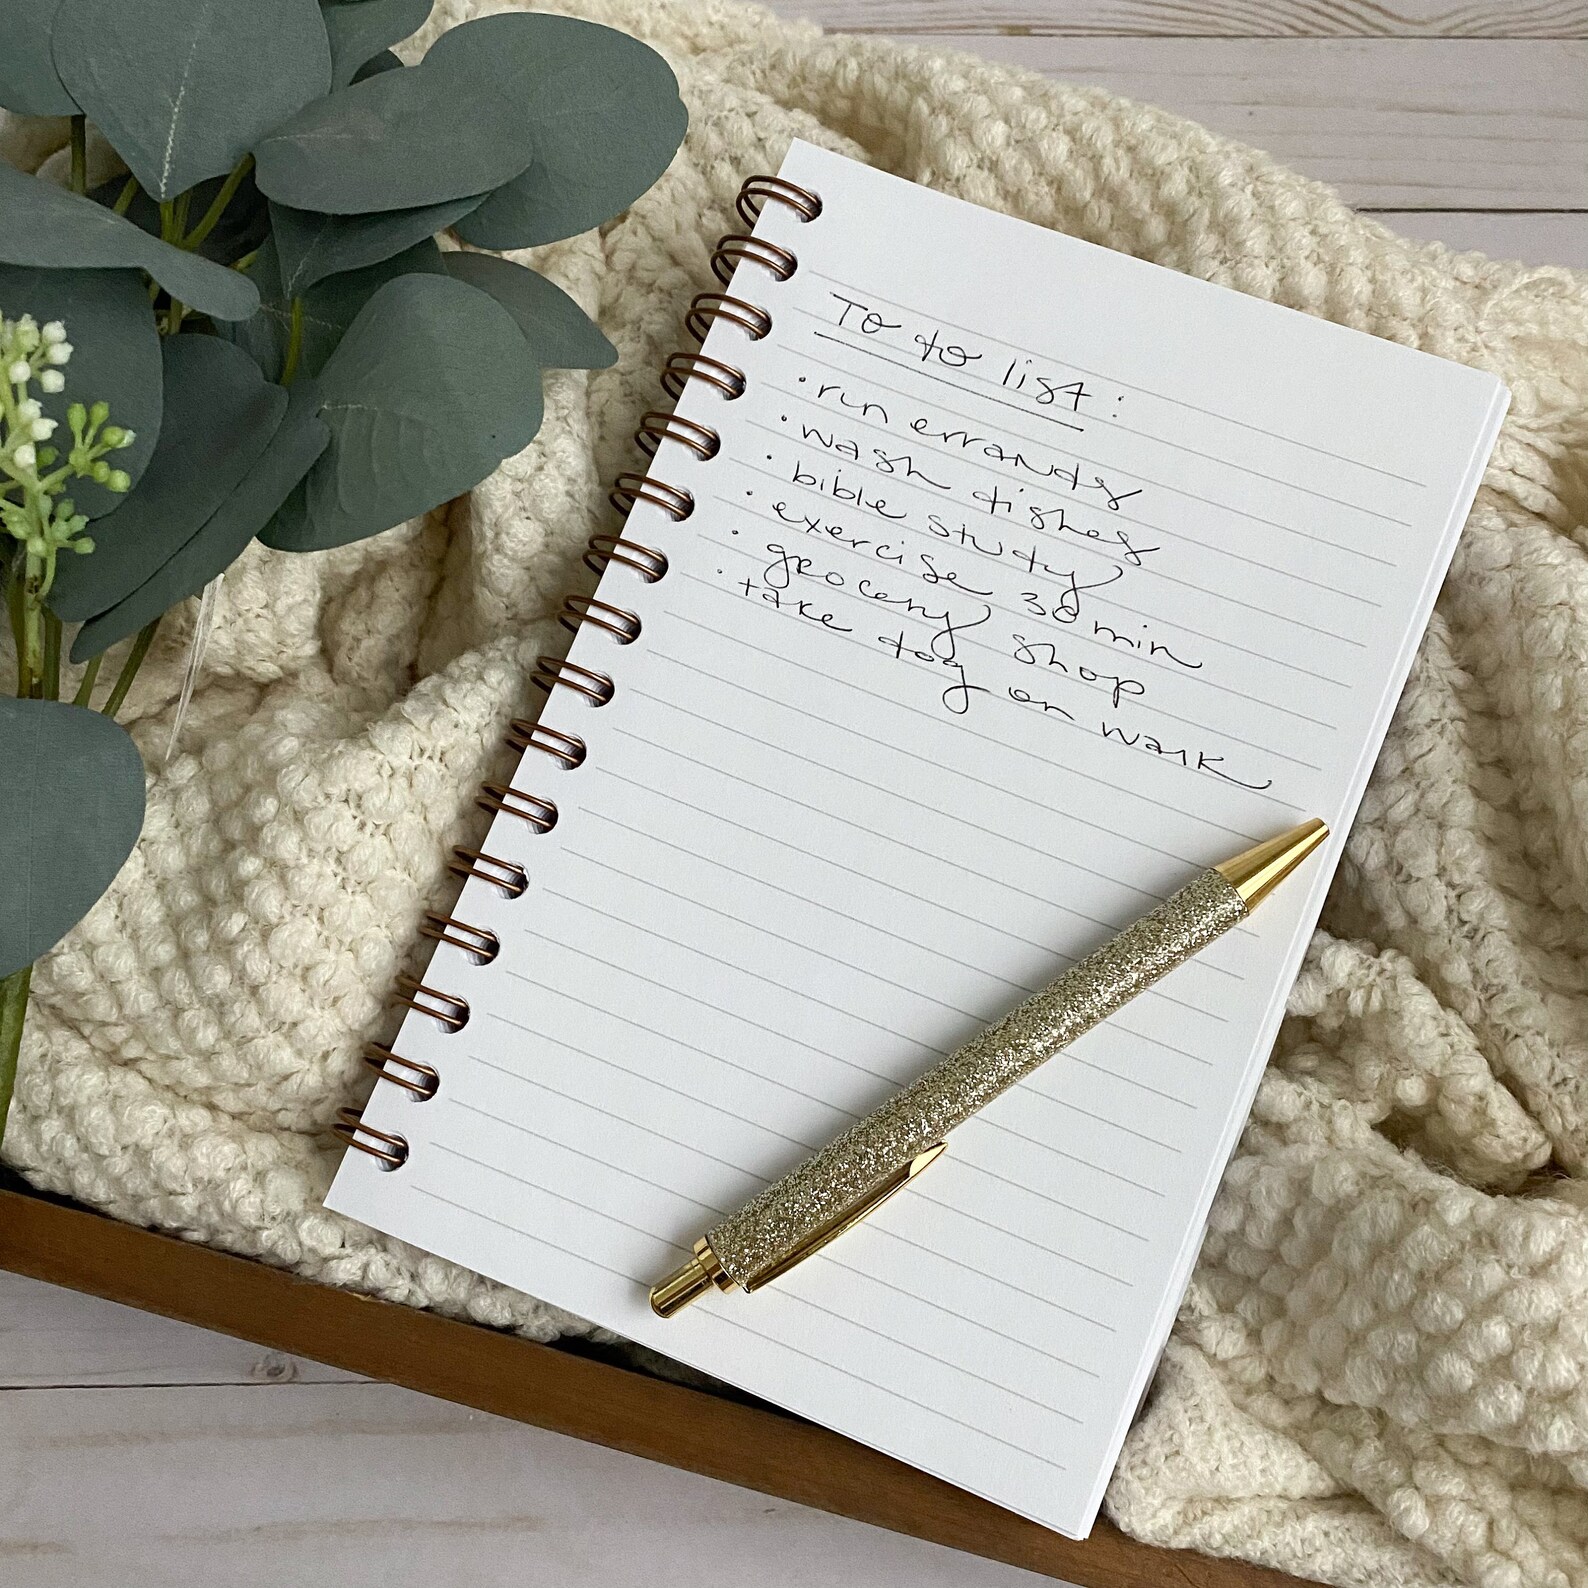 To do list:
· run errands
· wash dishes
· bible study
· exercise 30 min
· grocery shop
· take dog on walk